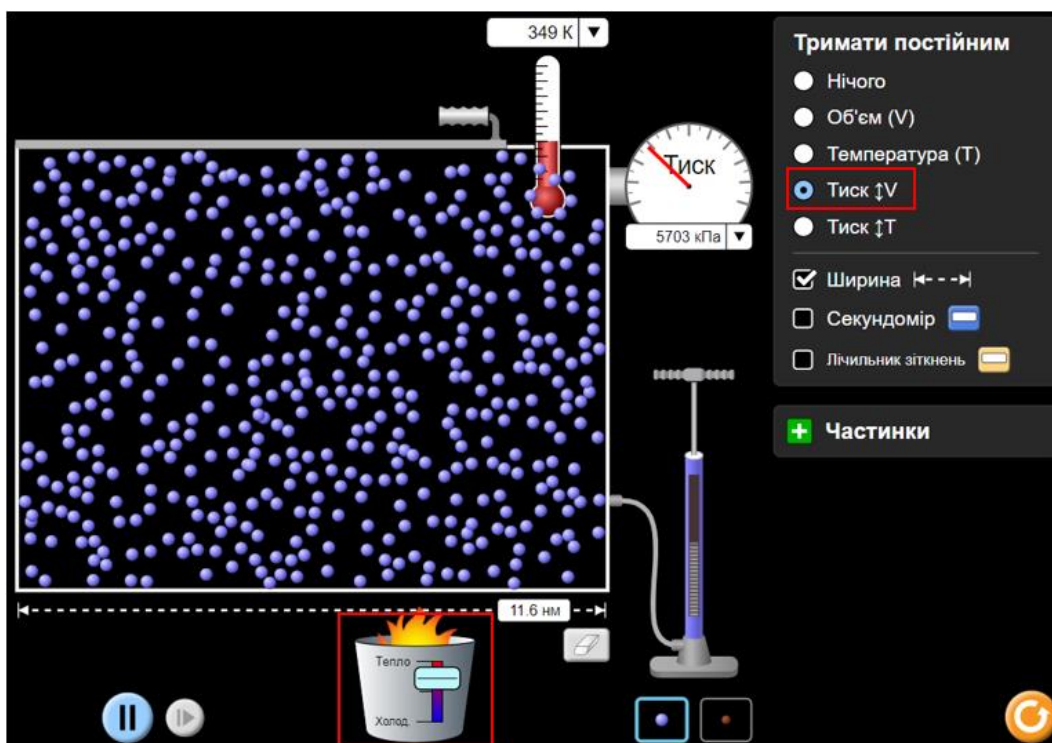 349 K
Тримати постійним
Нічого
Об'єм (V)
Температура (T)
Тиск ↕V
Тиск ↕T
Тиск
5703 кПа
Ширина
Секундомір
Лічильник зіткнень
Частинки
11.6 нм
Тепло
Холод.